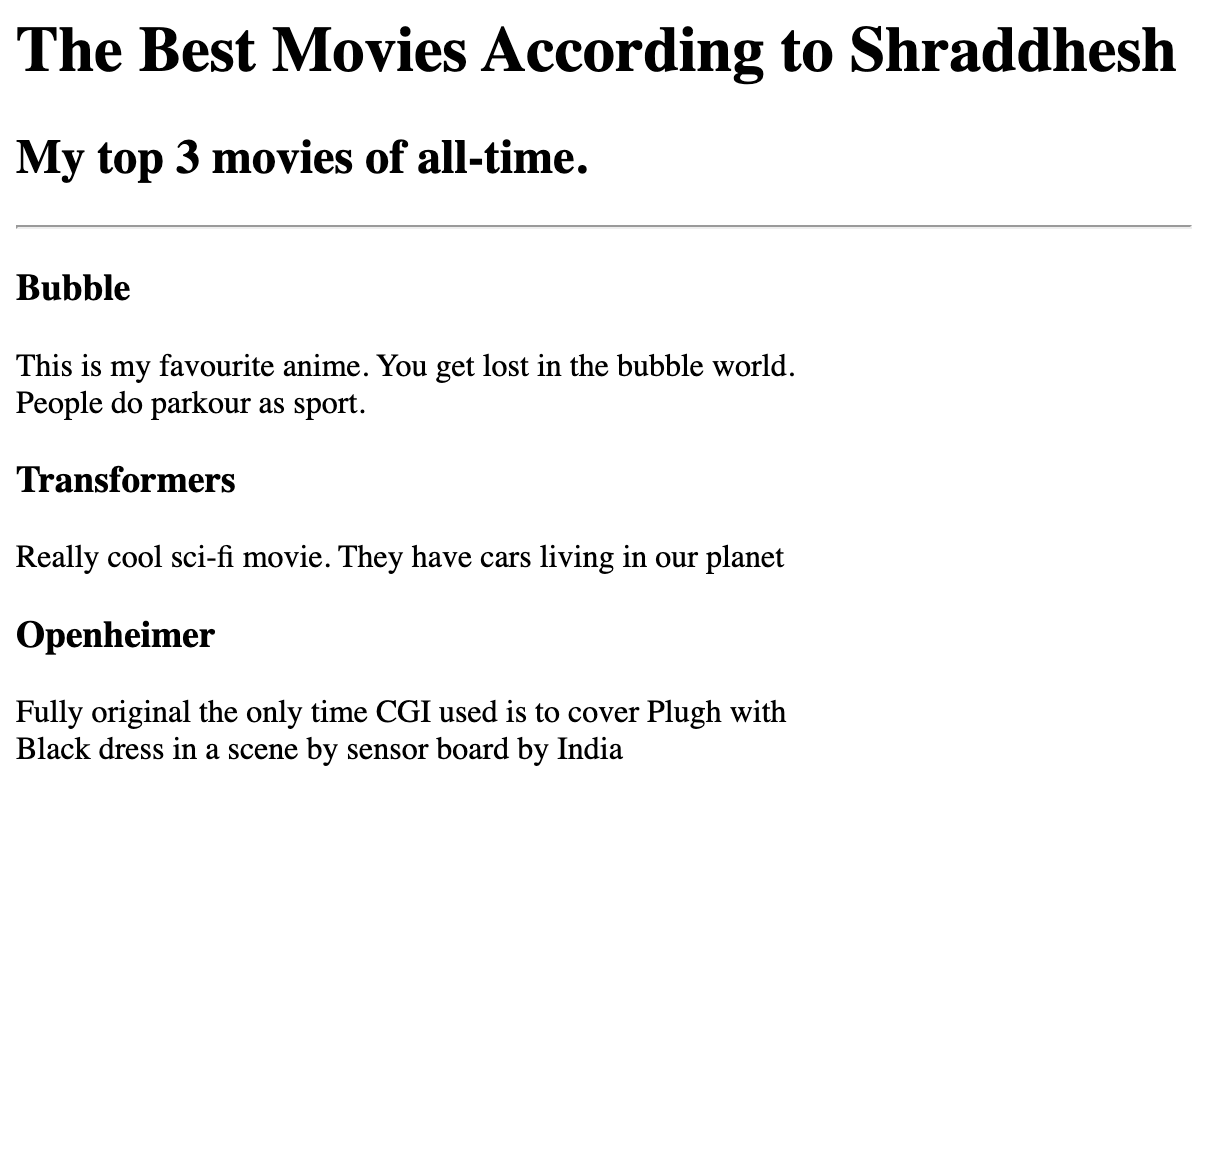 The Best Movies According to Shraddhesh
My top 3 movies of all-time.
Bubble
This is my favourite anime. You get lost in the bubble world.
People do parkour as sport.
Transformers
Really cool sci-fi movie. They have cars living in our planet
Openheimer
Fully original the only time CGI used is to cover Plugh with
Black dress in a scene by sensor board by India